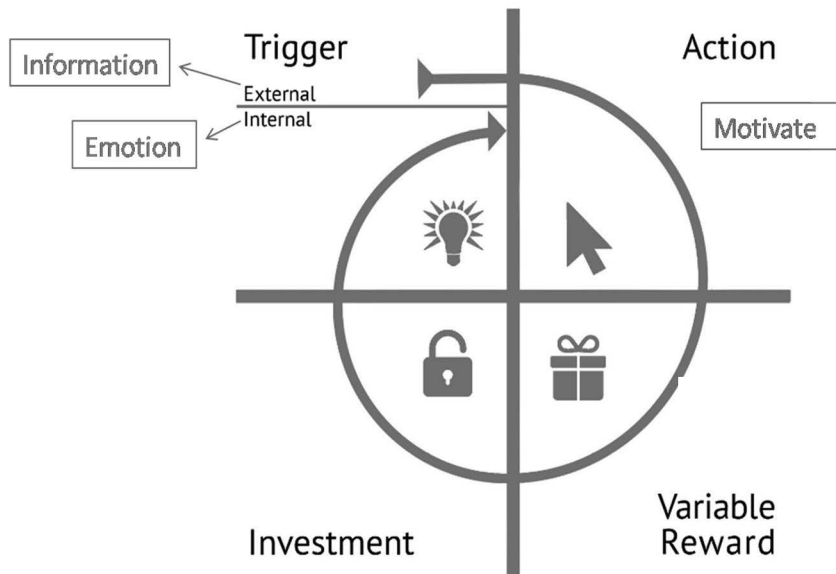 Trigger
Action
Information
External
Internal
Emotion
Motivate
Variable
Reward
Investment